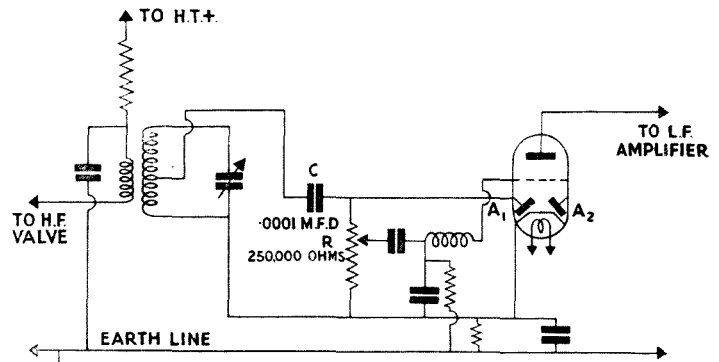 TO H.T.+.
TO L.F.
AMPLIFIER
C
.0001 M.F.D
R
250,000 OHMS
A1
A2
TO H.F.
VALVE
EARTH LINE